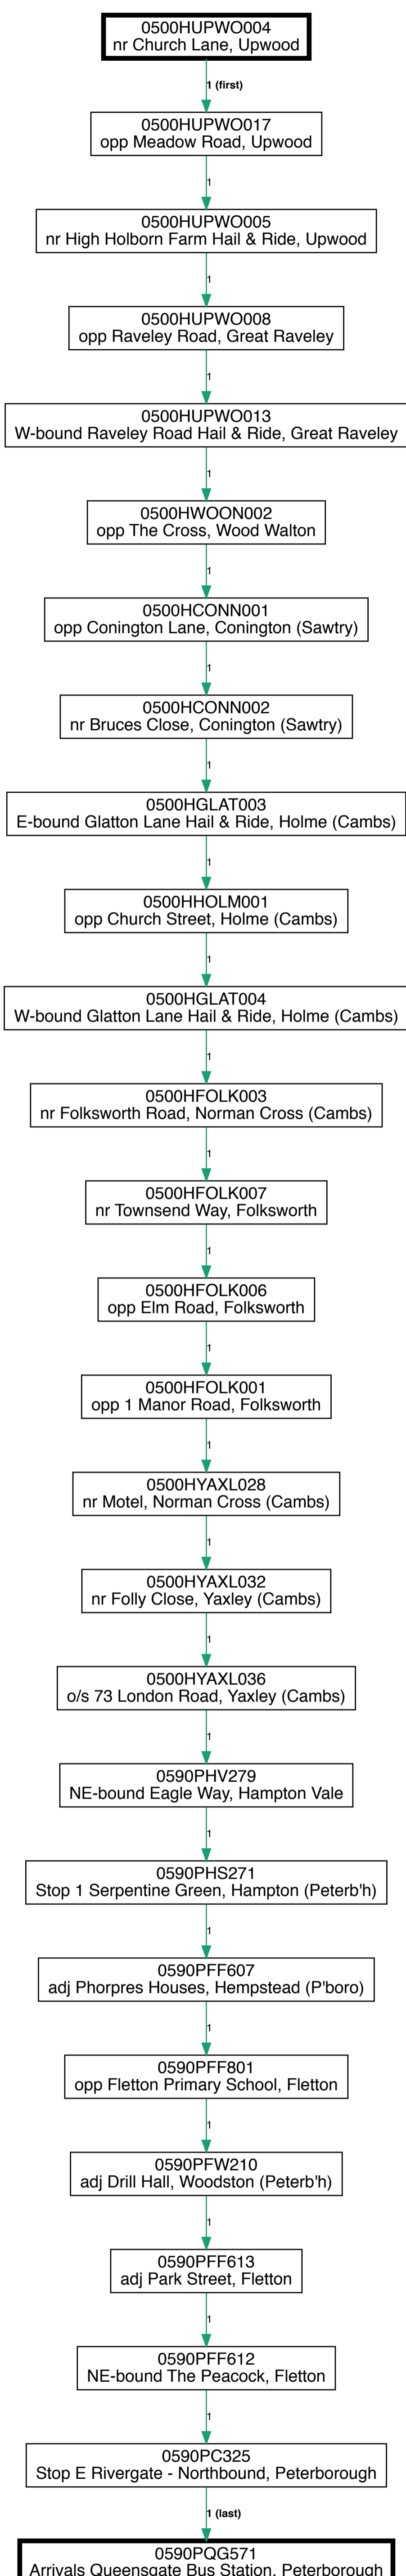 0500HUPWO004
nr Church Lane, Upwood
1 (first)
0500HUPWO017
opp Meadow Road, Upwood
1
0500HUPWO005
nr High Holborn Farm Hail & Ride, Upwood
1
0500HUPWO008
opp Raveley Road, Great Raveley
1
0500HUPWO013
W-bound Raveley Road Hail & Ride, Great Raveley
1
0500HWOON002
opp The Cross, Wood Walton
1
0500HCONN001
opp Conington Lane, Conington (Sawtry)
1
0500HCONN002
nr Bruces Close, Conington (Sawtry)
1
0500HGLAT003
E-bound Glatton Lane Hail & Ride, Holme (Cambs)
1
0500HHOLM001
opp Church Street, Holme (Cambs)
1
0500HGLAT004
W-bound Glatton Lane Hail & Ride, Holme (Cambs)
1
0500HFOLK003
nr Folksworth Road, Norman Cross (Cambs)
1
0500HFOLK007
nr Townsend Way, Folksworth
1
0500HFOLK006
opp Elm Road, Folksworth
1
0500HFOLK001
opp 1 Manor Road, Folksworth
1
0500HYAXL028
nr Motel, Norman Cross (Cambs)
1
0500HYAXL032
nr Folly Close, Yaxley (Cambs)
1
0500HYAXL036
o/s 73 London Road, Yaxley (Cambs)
1
0590PHV279
NE-bound Eagle Way, Hampton Vale
1
0590PHS271
Stop 1 Serpentine Green, Hampton (Peterb'h)
1
0590PFF607
adj Phorpres Houses, Hempstead (P'boro)
1
0590PFF801
opp Fletton Primary School, Fletton
1
0590PFW210
adj Drill Hall, Woodston (Peterb'h)
1
0590PFF613
adj Park Street, Fletton
1
0590PFF612
NE-bound The Peacock, Fletton
1
0590PC325
Stop E Rivergate - Northbound, Peterborough
1 (last)
0590PQG571
Arrivals Queensgate Bus Station, Peterborough